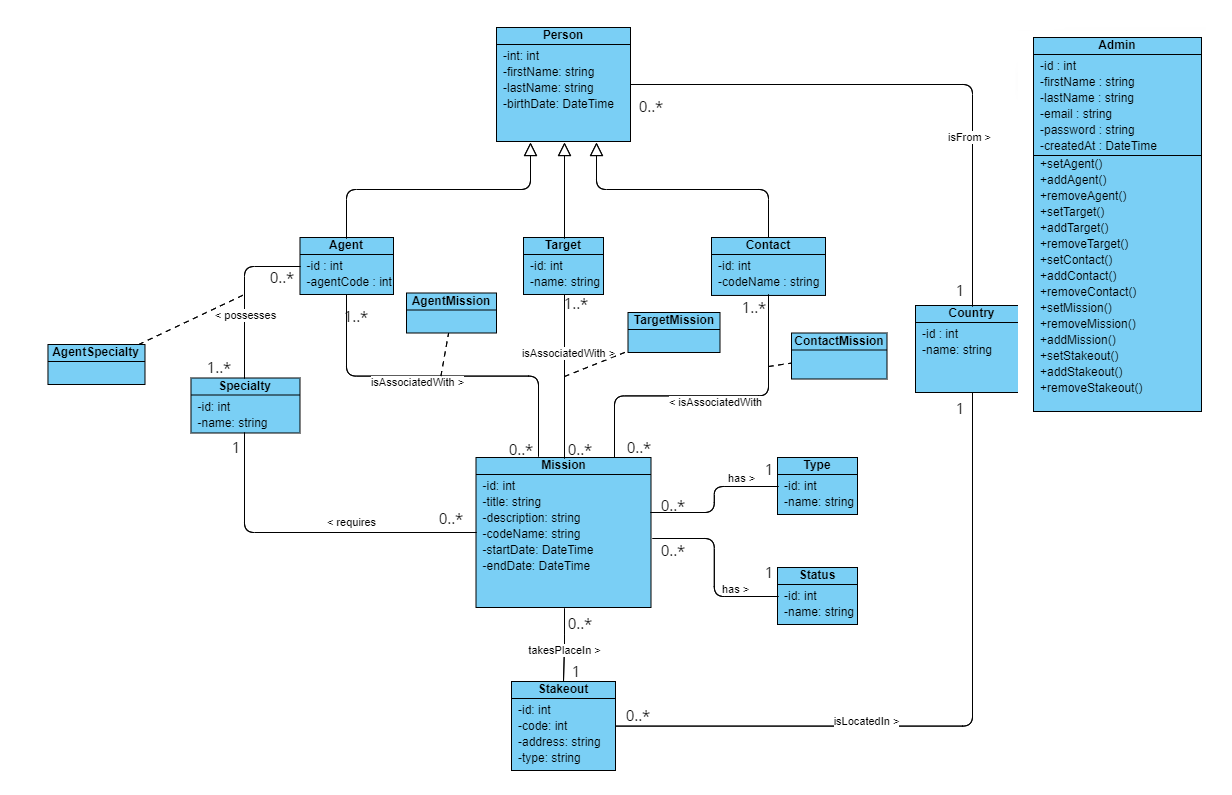 Person
-int: int
-firstName: string
-lastName: string
-birthDate: DateTime
0..*
isFrom >
1
Admin
-id : int
-firstName : string
-lastName : string
-email : string
-password : string
-createdAt : DateTime
+setAgent()
+addAgent()
+removeAgent()
+setTarget()
+addTarget()
+removeTarget()
+setContact()
+addContact()
+removeContact()
+setMission()
+removeMission()
+addMission()
+setStakeout()
+addStakeout()
+removeStakeout()
Agent
-id : int
-agentCode : int
0..*
1..*
Target
-id: int
-name: string
1..*
Contact
-id: int
-codeName : string
1..*
AgentMission
TargetMission
ContactMission
< possesses
AgentSpecialty
1..*
isAssociatedWith >
isAssociatedWith >
< isAssociatedWith
Country
-id : int
-name: string
1
Specialty
-id: int
-name: string
1
< requires
0..*
0..*
0..*
0..*
Mission
-id: int
-title: string
-description: string
-codeName: string
-startDate: DateTime
-endDate: DateTime
0..*
has >
1
Type
-id: int
-name: string
0..*
has >
1
Status
-id: int
-name: string
0..*
takesPlaceIn >
1
Stakeout
-id: int
-code: int
-address: string
-type: string
0..*
isLocatedIn >